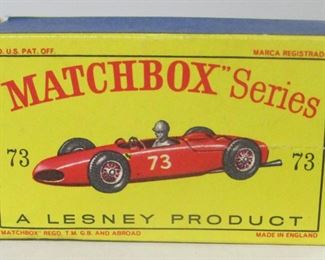 D. U.S. PAT. OFF. MARCA REGISTRADA
MATCHBOX" Series
73 73 73
A LESNEY PRODUCT
"MATCHBOX" REGD. T.M. G.B. AND ABROAD MADE IN ENGLAND